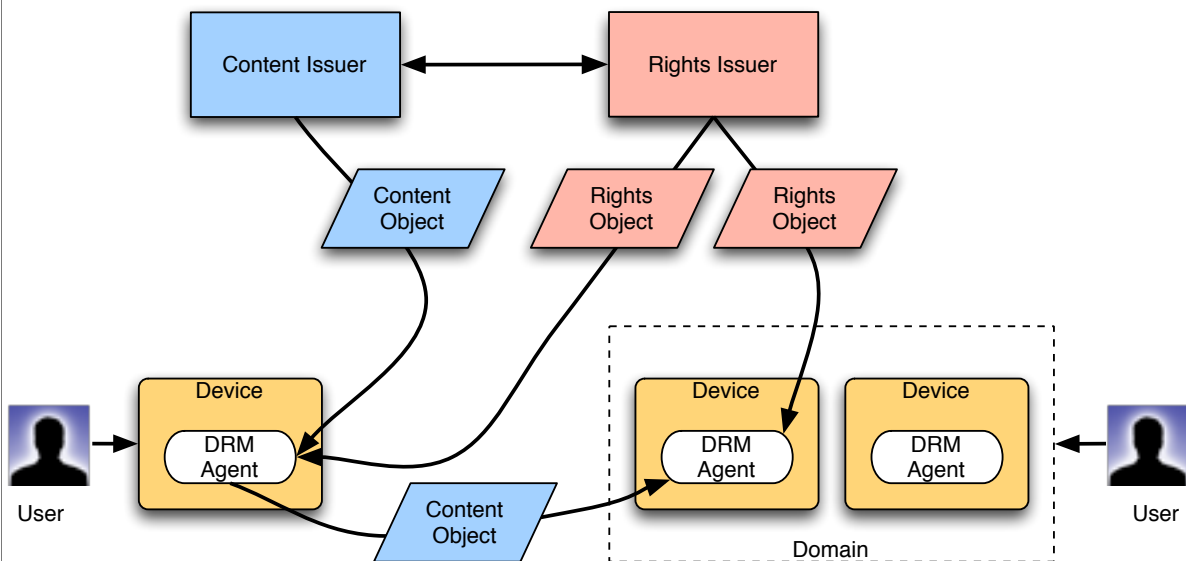 Content Issuer
Rights Issuer
Content
Object
Rights
Object
Rights
Object
Device
DRM
Agent
Device
DRM
Agent
Device
DRM
Agent
User
Content
Object
User
Domain